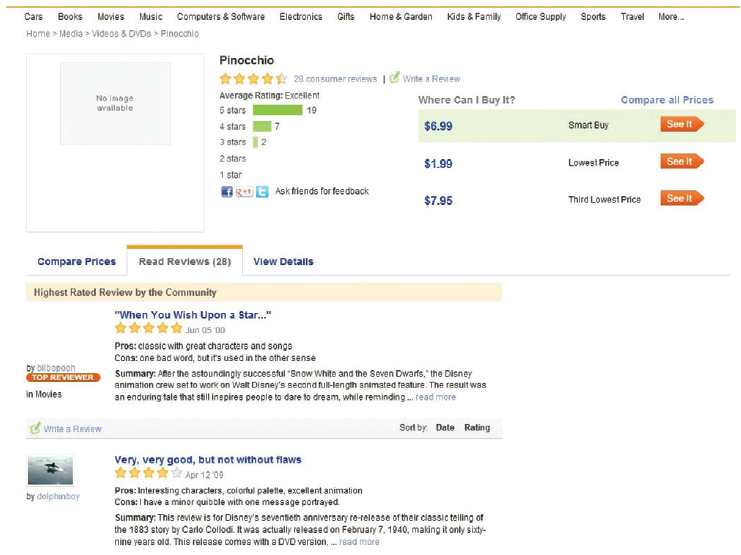 Cars Books Movies Music Computers & Software Electronics Gifts Home & Garden Kids & Family Office Supply Sports Travel More...
Home > Media > Videos & DVDs > Pinocchio
No image
available
Pinocchio
28 consumer reviews | Write a Review
Average Rating: Excellent
5 stars 19
4 stars 7
3 stars 2
2 stars
1 star
Ask friends for feedback
Where Can I Buy It? Compare all Prices
$6.99 Smart Buy See It
$1.99 Lowest Price See It
$7.95 Third Lowest Price See It
Compare Prices Read Reviews (28) View Details
Highest Rated Review by the Community
"When You Wish Upon a Star..."
Jun 05 '00
Pros: classic with great characters and songs
Cons: one bad word, but it's used in the other sense
by bilbopooh
TOP REVIEWER
in Movies
Summary: After the astoundingly successful "Snow White and the Seven Dwarfs," the Disney
animation crew set to work on Walt Disney's second full-length animated feature. The result was
an enduring tale that still inspires people to dare to dream, while reminding ... read more
Write a Review Sort by: Date Rating
Very, very good, but not without flaws
Apr 12 '09
by dolphinboy
Pros: Interesting characters, colorful palette, excellent animation
Cons: I have a minor quibble with one message portrayed.
Summary: This review is for Disney's seventieth anniversary re-release of their classic telling of
the 1883 story by Carlo Collodi. It was actually released on February 7, 1940, making it only sixty-
nine years old. This release comes with a DVD version, ... read more